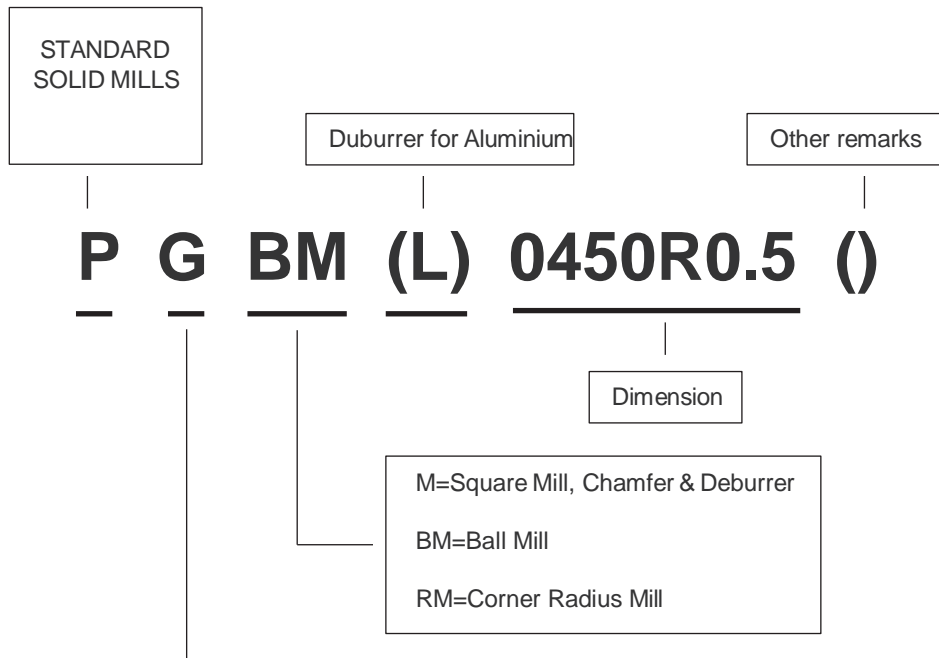 STANDARD
SOLID MILLS
Duburrer for Aluminium
Other remarks
P G BM (L) 0450R0.5 ()
Dimension
M=Square Mill, Chamfer & Deburrer
BM=Ball Mill
RM=Corner Radius Mill